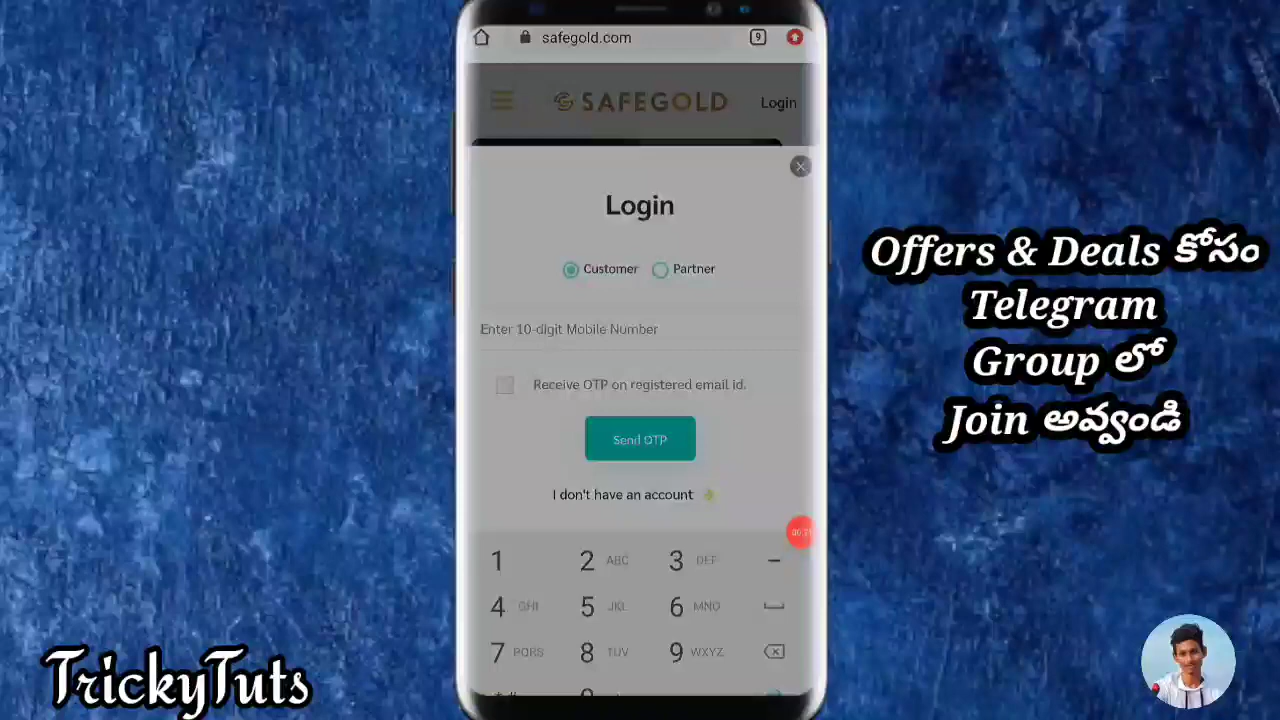 safegold.com
9
SAFEGOLD
Login
Login
Customer
Partner
Enter 10-digit Mobile Number
Receive OTP on registered email id.
Send OTP
I don't have an account
1
2 ABC
3 DEF
4 GHI
5 JKL
6 MNO
7 PQRS
8 TUV
9 WXYZ
Offers & Deals కోసం
Telegram
Group లో
Join అవ్వండి
TrickyTuts